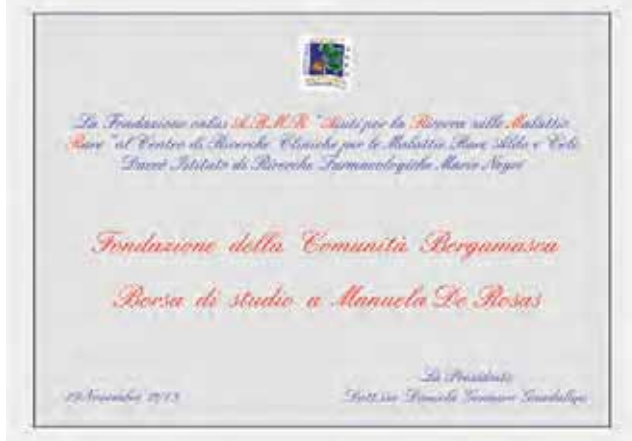 La Fondazione onlus A.R.M.R. "Aiuti per la Ricerca sulle Malattie
Rare" al Centro di Ricerche Cliniche per le Malattie Rare Aldo e Cele
Daccò Istituto di Ricerche Farmacologiche Mario Negri
Fondazione della Comunità Bergamasca
Borsa di studio a Manuela De Rosas
La Presidente
19 Novembre Dott.ssa Daniela Gennaro Guadalupi